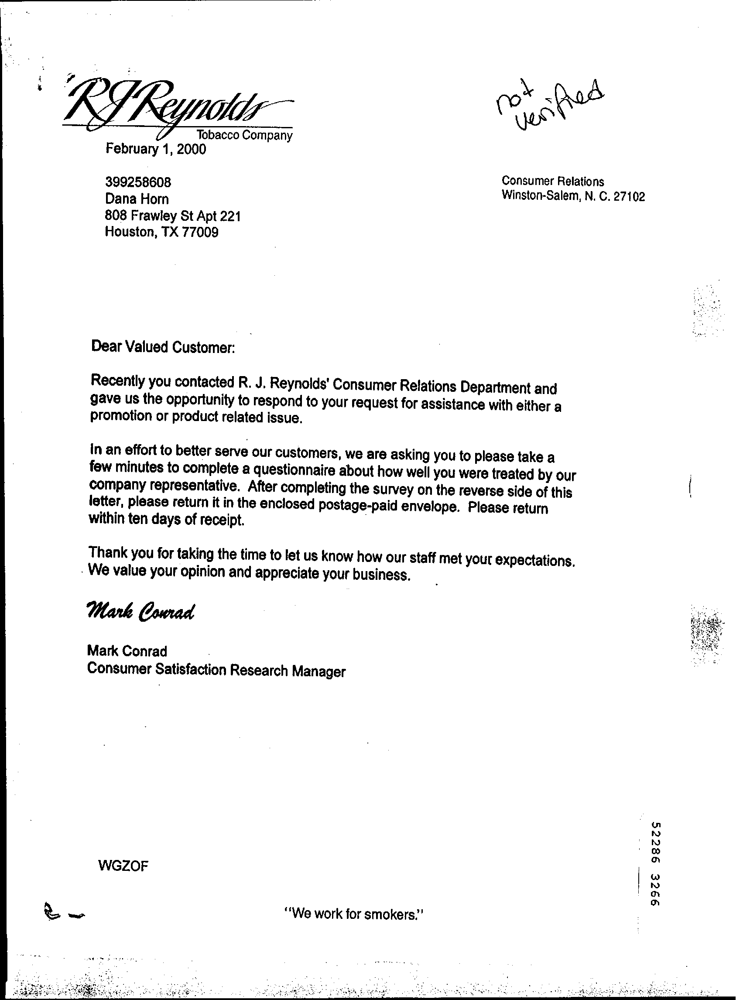 RJReynolds
Tobacco Company
not
verified
February 1, 2000
399258608
Dana Horn
808 Frawley St Apt 221
Houston, TX 77009
Consumer Relations
Winston-Salem, N. C. 27102
Dear Valued Customer:
Recently you contacted R. J. Reynolds' Consumer Relations Department and
gave us the opportunity to respond to your request for assistance with either a
promotion or product related issue.
In an effort to better serve our customers, we are asking you to please take a
few minutes to complete a questionnaire about how well you were treated by our
company representative. After completing the survey on the reverse side of this
letter, please return it in the enclosed postage-paid envelope. Please return
within ten days of receipt.
Thank you for taking the time to let us know how our staff met your expectations.
We value your opinion and appreciate your business.
Mark Conrad
Mark Conrad
Consumer Satisfaction Research Manager
52286 3266
WGZOF
"We work for smokers."